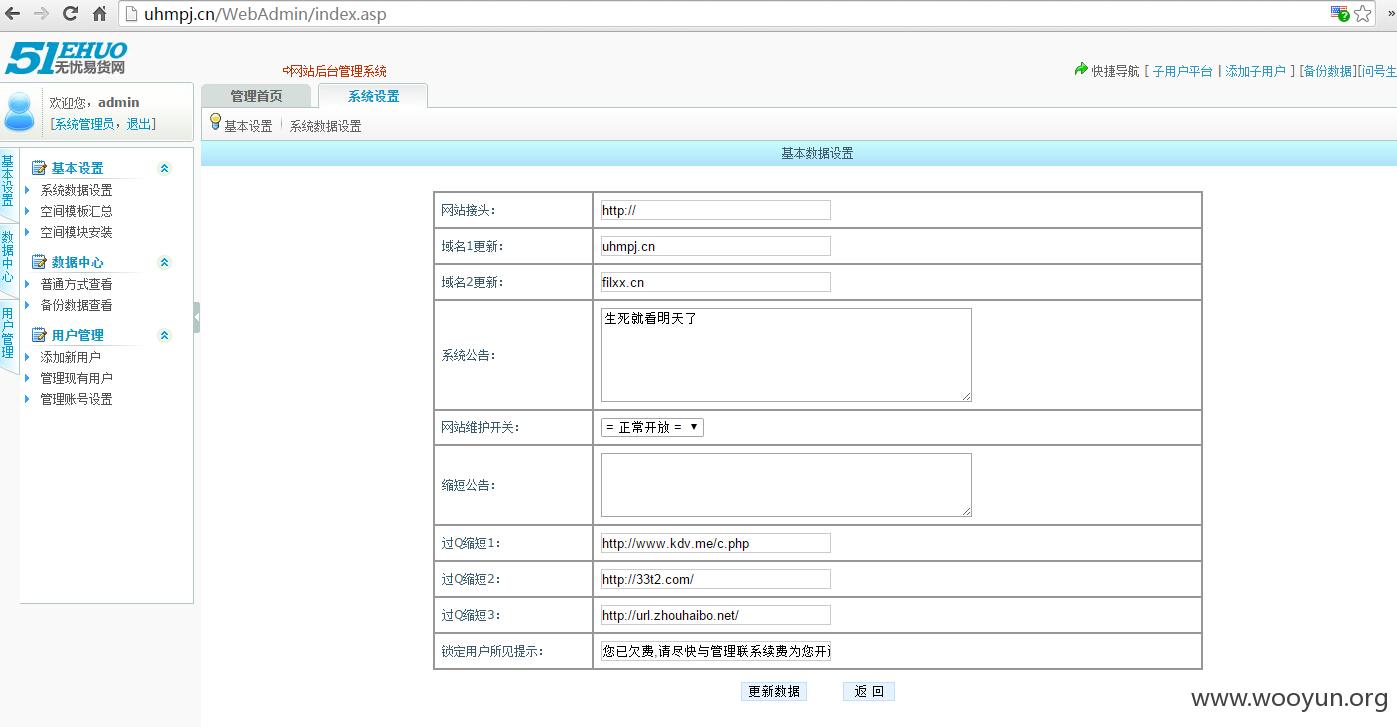 uhmpj.cn/WebAdmin/index.asp
51EHUO
无忧易货网
网站后台管理系统
快捷导航 [ 子用户平台 | 添加子用户 ] [备份数据][问号生
欢迎您，admin
[系统管理员，退出]
管理首页 系统设置
基本设置 系统数据设置
基本数据设置
基本设置
数据中心
用户管理
基本设置
系统数据设置
空间模板汇总
空间模块安装
数据中心
普通方式查看
备份数据查看
用户管理
添加新用户
管理现有用户
管理账号设置
网站接头： http://
域名1更新： uhmpj.cn
域名2更新： filxx.cn
系统公告： 生死就看明天了
网站维护开关： = 正常开放 =
缩短公告：
过Q缩短1： http://www.kdv.me/c.php
过Q缩短2： http://33t2.com/
过Q缩短3： http://url.zhouhaibo.net/
锁定用户所见提示： 您已欠费,请尽快与管理联系续费为您开
更新数据 返 回
www.wooyun.org